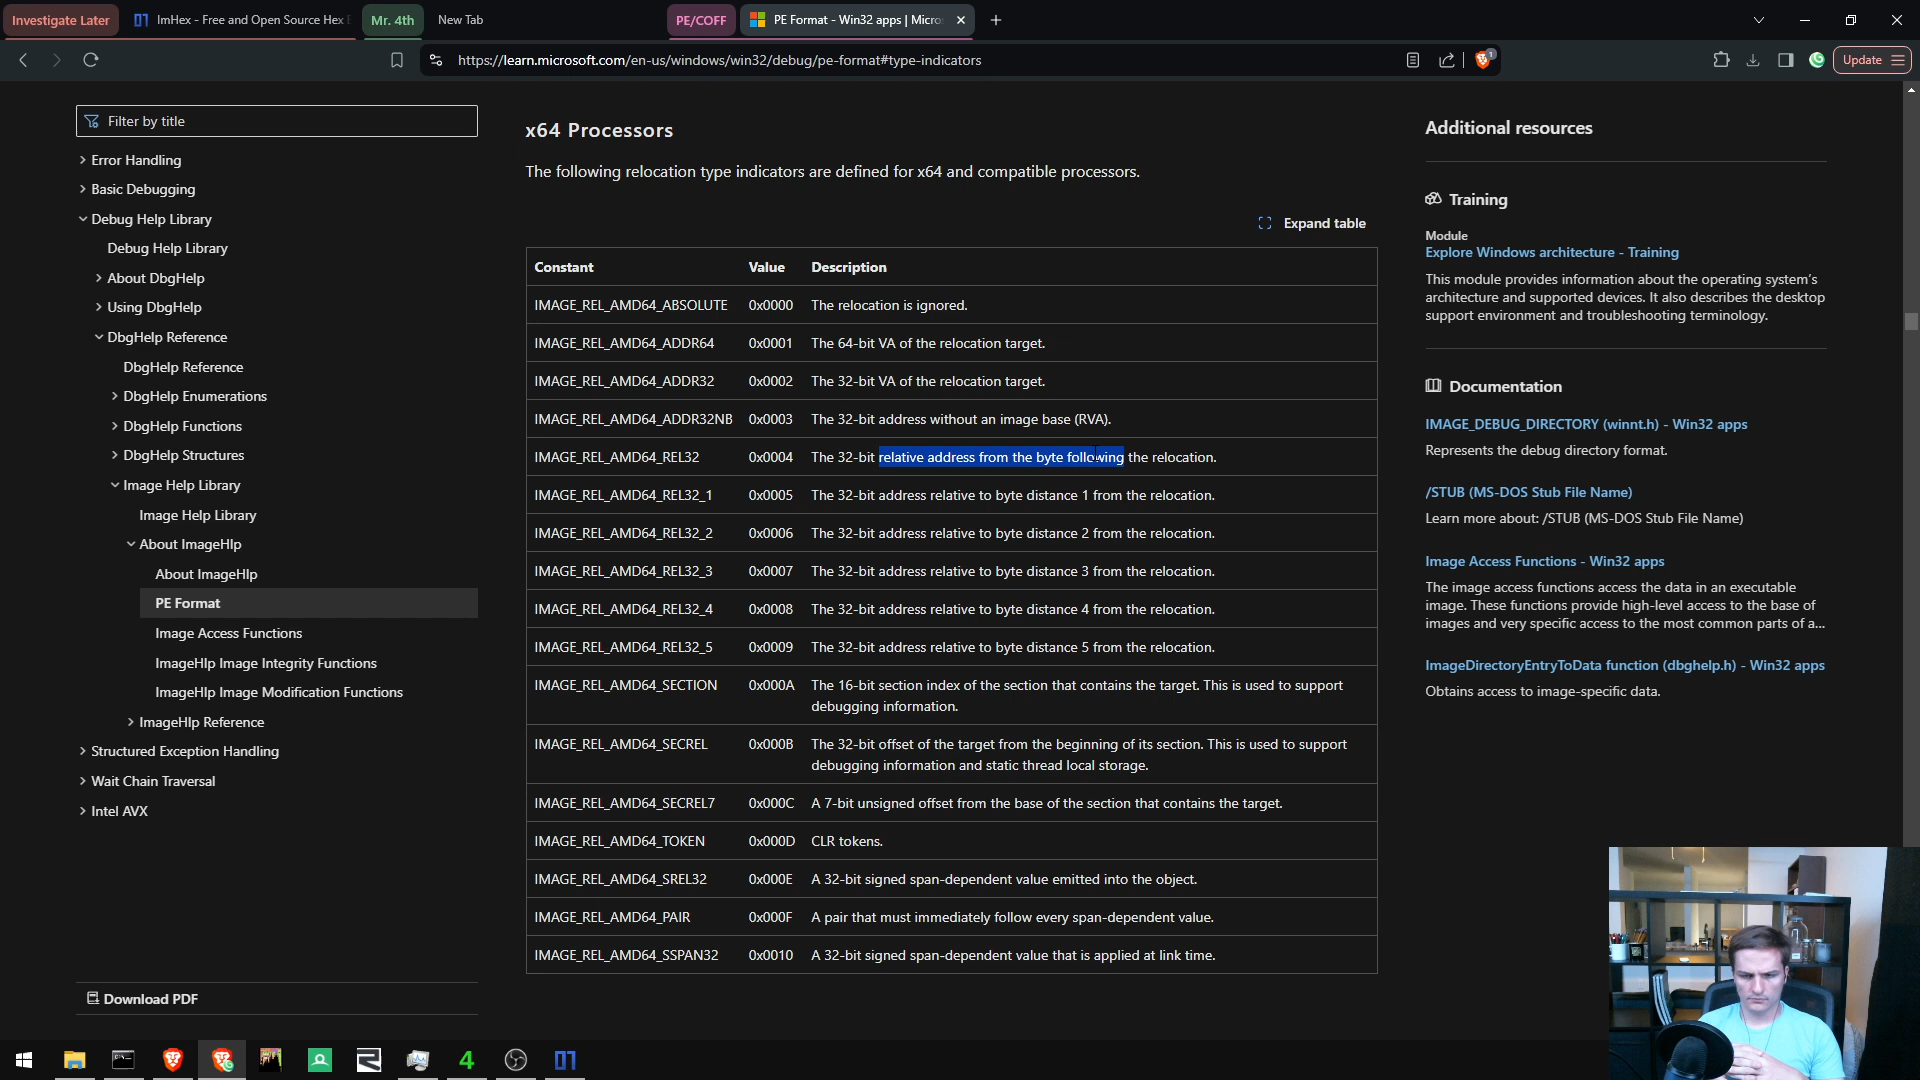 Investigate Later
ImHex - Free and Open Source Hex
Mr. 4th
New Tab
PE/COFF
PE Format - Win32 apps | Micro
https://learn.microsoft.com/en-us/windows/win32/debug/pe-format#type-indicators
1
Update
Filter by title
Error Handling
Basic Debugging
Debug Help Library
Debug Help Library
About DbgHelp
Using DbgHelp
DbgHelp Reference
DbgHelp Reference
DbgHelp Enumerations
DbgHelp Functions
DbgHelp Structures
Image Help Library
Image Help Library
About ImageHlp
About ImageHlp
PE Format
Image Access Functions
ImageHlp Image Integrity Functions
ImageHlp Image Modification Functions
ImageHlp Reference
Structured Exception Handling
Wait Chain Traversal
Intel AVX
Download PDF
x64 Processors
The following relocation type indicators are defined for x64 and compatible processors.
Expand table
Constant Value Description
IMAGE_REL_AMD64_ABSOLUTE 0x0000 The relocation is ignored.
IMAGE_REL_AMD64_ADDR64 0x0001 The 64-bit VA of the relocation target.
IMAGE_REL_AMD64_ADDR32 0x0002 The 32-bit VA of the relocation target.
IMAGE_REL_AMD64_ADDR32NB 0x0003 The 32-bit address without an image base (RVA).
IMAGE_REL_AMD64_REL32 0x0004 The 32-bit relative address from the byte following the relocation.
IMAGE_REL_AMD64_REL32_1 0x0005 The 32-bit address relative to byte distance 1 from the relocation.
IMAGE_REL_AMD64_REL32_2 0x0006 The 32-bit address relative to byte distance 2 from the relocation.
IMAGE_REL_AMD64_REL32_3 0x0007 The 32-bit address relative to byte distance 3 from the relocation.
IMAGE_REL_AMD64_REL32_4 0x0008 The 32-bit address relative to byte distance 4 from the relocation.
IMAGE_REL_AMD64_REL32_5 0x0009 The 32-bit address relative to byte distance 5 from the relocation.
IMAGE_REL_AMD64_SECTION 0x000A The 16-bit section index of the section that contains the target. This is used to support
debugging information.
IMAGE_REL_AMD64_SECREL 0x000B The 32-bit offset of the target from the beginning of its section. This is used to support
debugging information and static thread local storage.
IMAGE_REL_AMD64_SECREL7 0x000C A 7-bit unsigned offset from the base of the section that contains the target.
IMAGE_REL_AMD64_TOKEN 0x000D CLR tokens.
IMAGE_REL_AMD64_SREL32 0x000E A 32-bit signed span-dependent value emitted into the object.
IMAGE_REL_AMD64_PAIR 0x000F A pair that must immediately follow every span-dependent value.
IMAGE_REL_AMD64_SSPAN32 0x0010 A 32-bit signed span-dependent value that is applied at link time.
Additional resources
Training
Module
Explore Windows architecture - Training
This module provides information about the operating system's
architecture and supported devices. It also describes the desktop
support environment and troubleshooting terminology.
Documentation
IMAGE_DEBUG_DIRECTORY (winnt.h) - Win32 apps
Represents the debug directory format.
/STUB (MS-DOS Stub File Name)
Learn more about: /STUB (MS-DOS Stub File Name)
Image Access Functions - Win32 apps
The image access functions access the data in an executable
image. These functions provide high-level access to the base of
images and very specific access to the most common parts of a...
ImageDirectoryEntryToData function (dbghelp.h) - Win32 apps
Obtains access to image-specific data.
4